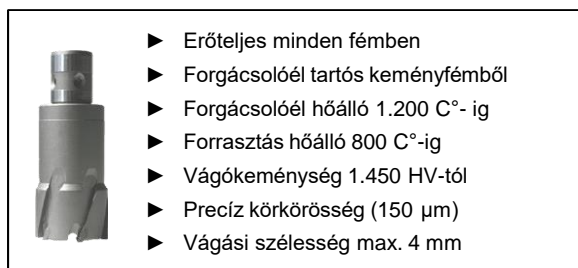 ► Erőteljes minden fémben
► Forgácsolóél tartós keményfémből
► Forgácsolóél hőálló 1.200 C°- ig
► Forrasztás hőálló 800 C°-ig
► Vágókeménység 1.450 HV-tól
► Precíz körkörösség (150 µm)
► Vágási szélesség max. 4 mm